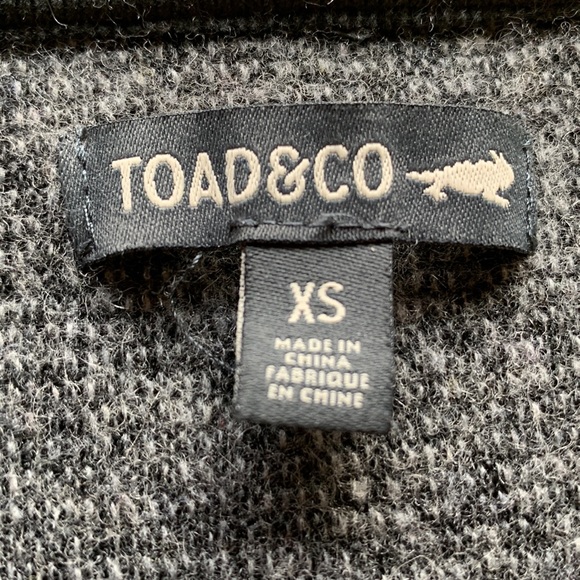 TOAD&CO
XS
MADE IN
CHINA
FABRIQUE
EN CHINE